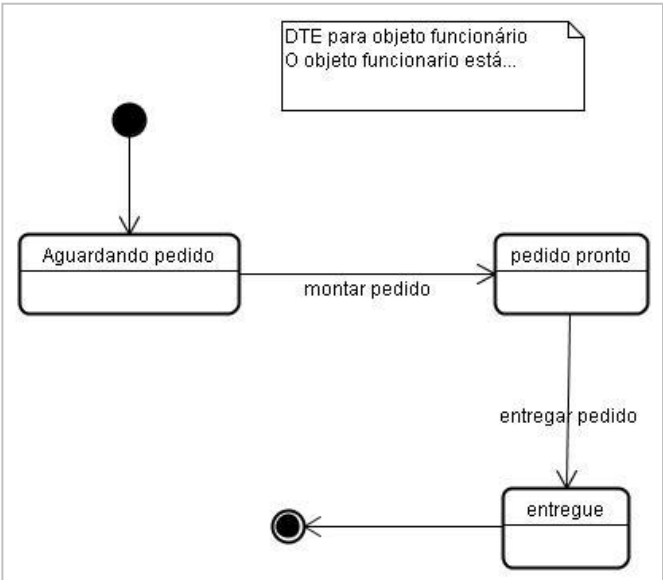 DTE para objeto funcionário
O objeto funcionario está...
Aguardando pedido
pedido pronto
montar pedido
entregar pedido
entregue